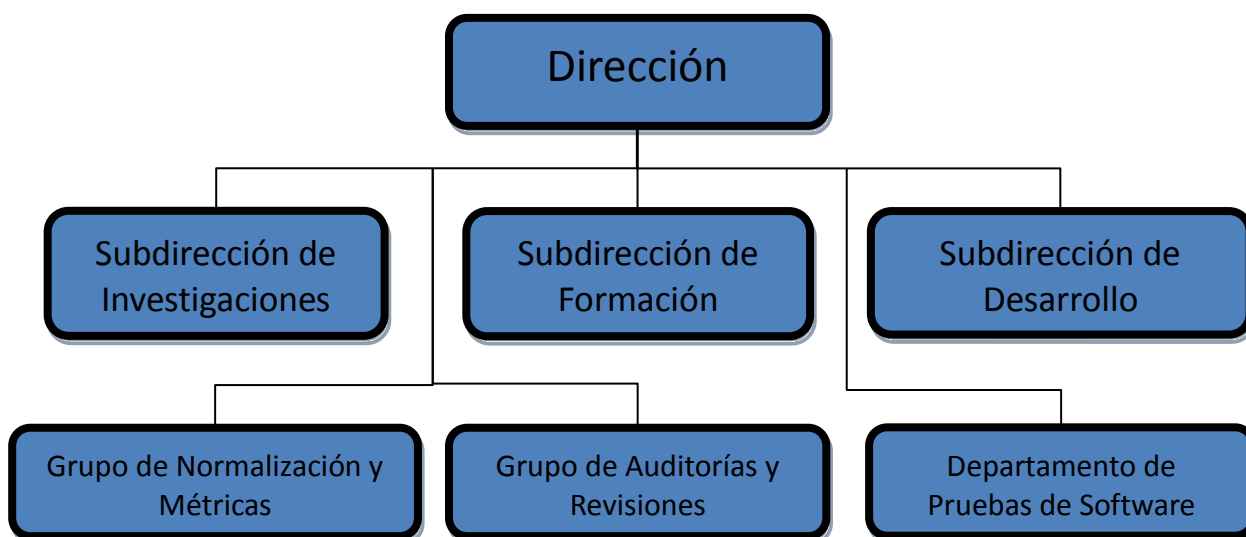 Dirección
Subdirección de
Investigaciones
Subdirección de
Formación
Subdirección de
Desarrollo
Grupo de Normalización y
Métricas
Grupo de Auditorías y
Revisiones
Departamento de
Pruebas de Software